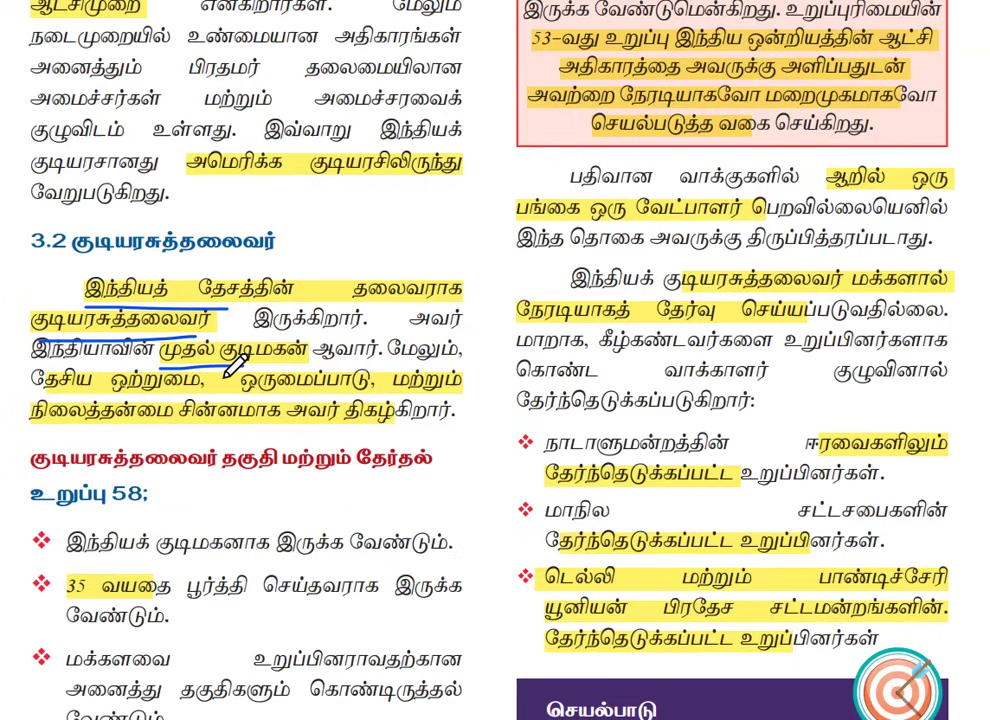 ஆட்சிமுறை என்கிறார்கள். மேலும்
நடைமுறையில் உண்மையான அதிகாரங்கள்
அனைத்தும் பிரதமர் தலைமையிலான
அமைச்சர்கள் மற்றும் அமைச்சரவைக்
குழுவிடம் உள்ளது. இவ்வாறு இந்தியக்
குடியரசானது அமெரிக்க குடியரசிலிருந்து
வேறுபடுகிறது.
3.2 குடியரசுத்தலைவர்
இந்தியத் தேசத்தின் தலைவராக
குடியரசுத்தலைவர் இருக்கிறார். அவர்
இந்தியாவின் முதல் குடிமகன் ஆவார். மேலும்,
தேசிய ஒற்றுமை, ஒருமைப்பாடு, மற்றும்
நிலைத்தன்மை சின்னமாக அவர் திகழ்கிறார்.
குடியரசுத்தலைவர் தகுதி மற்றும் தேர்தல்
உறுப்பு 58;
❖ இந்தியக் குடிமகனாக இருக்க வேண்டும்.
❖ 35 வயதை பூர்த்தி செய்தவராக இருக்க
வேண்டும்.
❖ மக்களவை உறுப்பினராவதற்கான
அனைத்து தகுதிகளும் கொண்டிருத்தல்
வேண்டும்.
இருக்க வேண்டுமென்கிறது. உறுப்புரிமையின்
53-வது உறுப்பு இந்திய ஒன்றியத்தின் ஆட்சி
அதிகாரத்தை அவருக்கு அளிப்பதுடன்
அவற்றை நேரடியாகவோ மறைமுகமாகவோ
செயல்படுத்த வகை செய்கிறது.
பதிவான வாக்குகளில் ஆறில் ஒரு
பங்கை ஒரு வேட்பாளர் பெறவில்லையெனில்
இந்த தொகை அவருக்கு திருப்பித்தரப்படாது.
இந்தியக் குடியரசுத்தலைவர் மக்களால்
நேரடியாகத் தேர்வு செய்யப்படுவதில்லை.
மாறாக, கீழ்கண்டவர்களை உறுப்பினர்களாக
கொண்ட வாக்காளர் குழுவினால்
தேர்ந்தெடுக்கப்படுகிறார்:
❖ நாடாளுமன்றத்தின் ஈரவைகளிலும்
தேர்ந்தெடுக்கப்பட்ட உறுப்பினர்கள்.
❖ மாநில சட்டசபைகளின்
தேர்ந்தெடுக்கப்பட்ட உறுப்பினர்கள்.
❖ டெல்லி மற்றும் பாண்டிச்சேரி
யூனியன் பிரதேச சட்டமன்றங்களின்.
தேர்ந்தெடுக்கப்பட்ட உறுப்பினர்கள்
செயல்பாடு